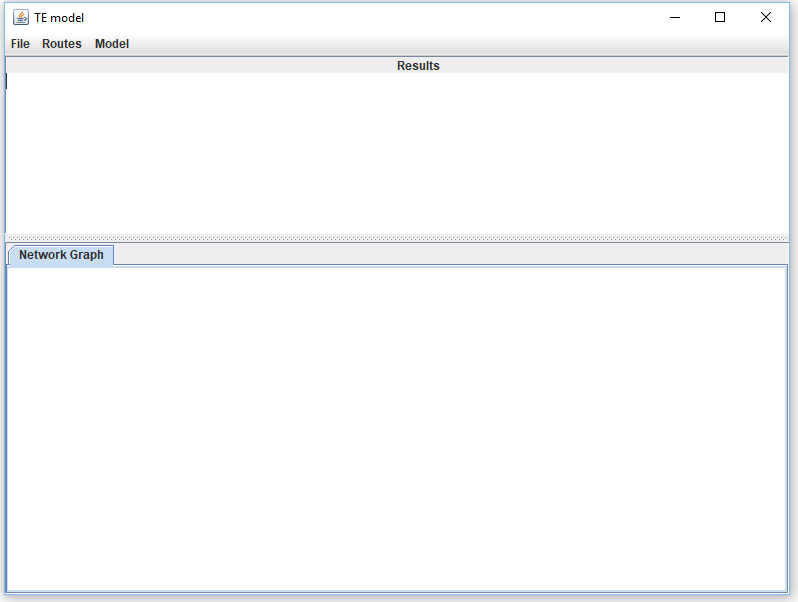 TE model
File Routes Model
Results
Network Graph